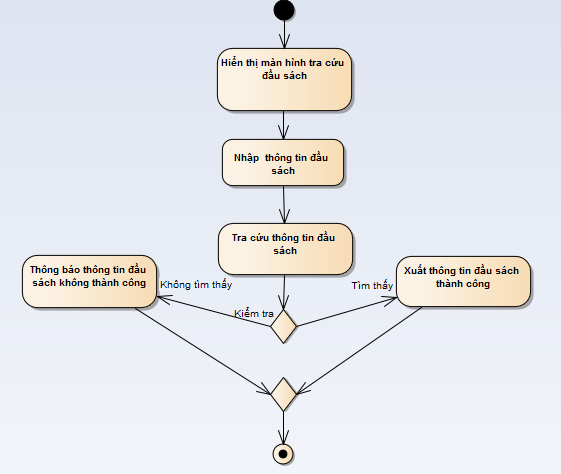 Hiển thị màn hình tra cứu
đầu sách
Nhập thông tin đầu
sách
Tra cứu thông tin đầu
sách
Thông báo thông tin đầu
sách không thành công
Xuất thông tin đầu sách
thành công
Không tìm thấy
Tìm thấy
Kiểm tra